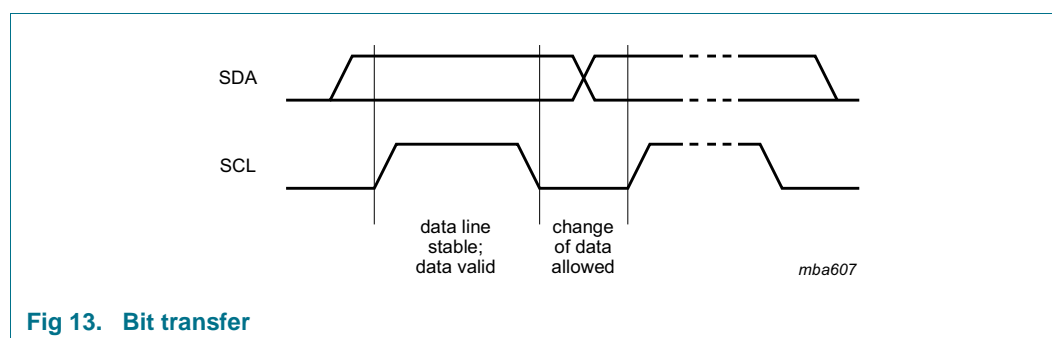 SDA
SCL
data line
stable;
data valid
change
of data
allowed
mba607
Fig 13. Bit transfer